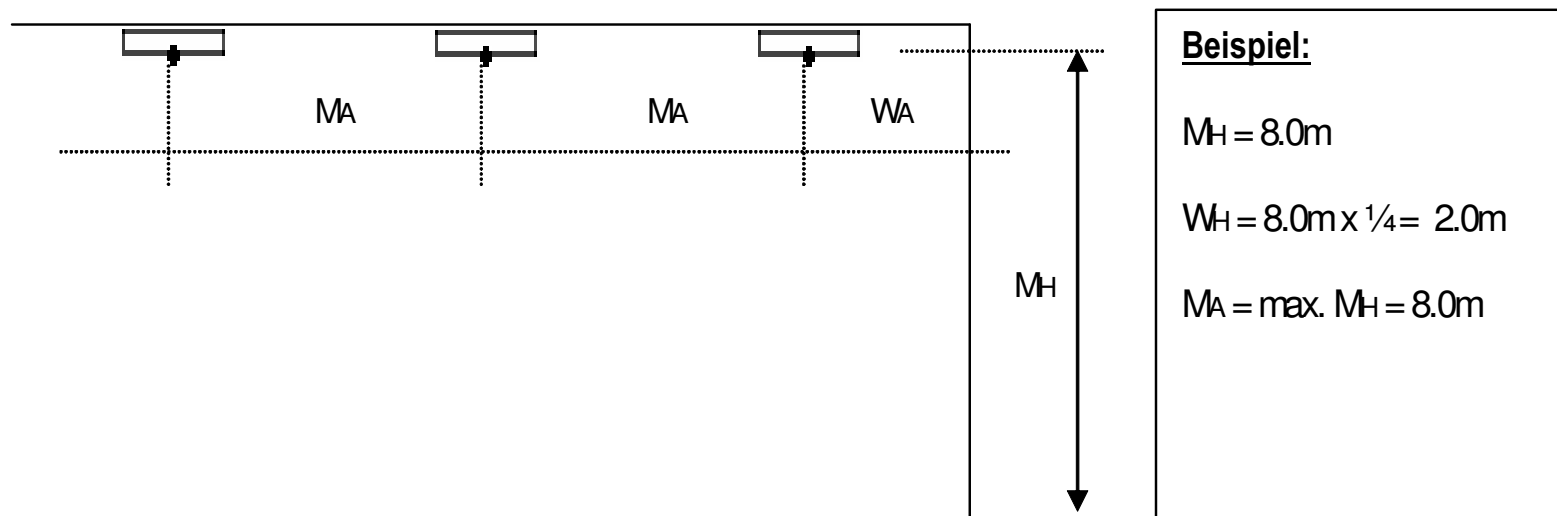 MA MA WA
MH
Beispiel:
MH = 8.0m
WH = 8.0m x ¼ = 2.0m
MA = max. MH = 8.0m